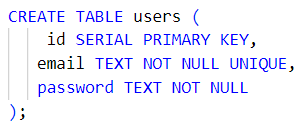 CREATE TABLE users (
    id SERIAL PRIMARY KEY,
    email TEXT NOT NULL UNIQUE,
    password TEXT NOT NULL
);